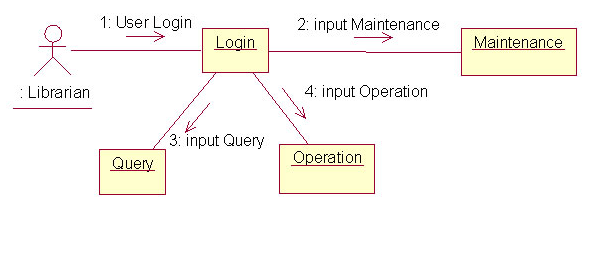 1: User Login
2: input Maintenance
Login
Maintenance
: Librarian
4: input Operation
3: input Query
Query
Operation